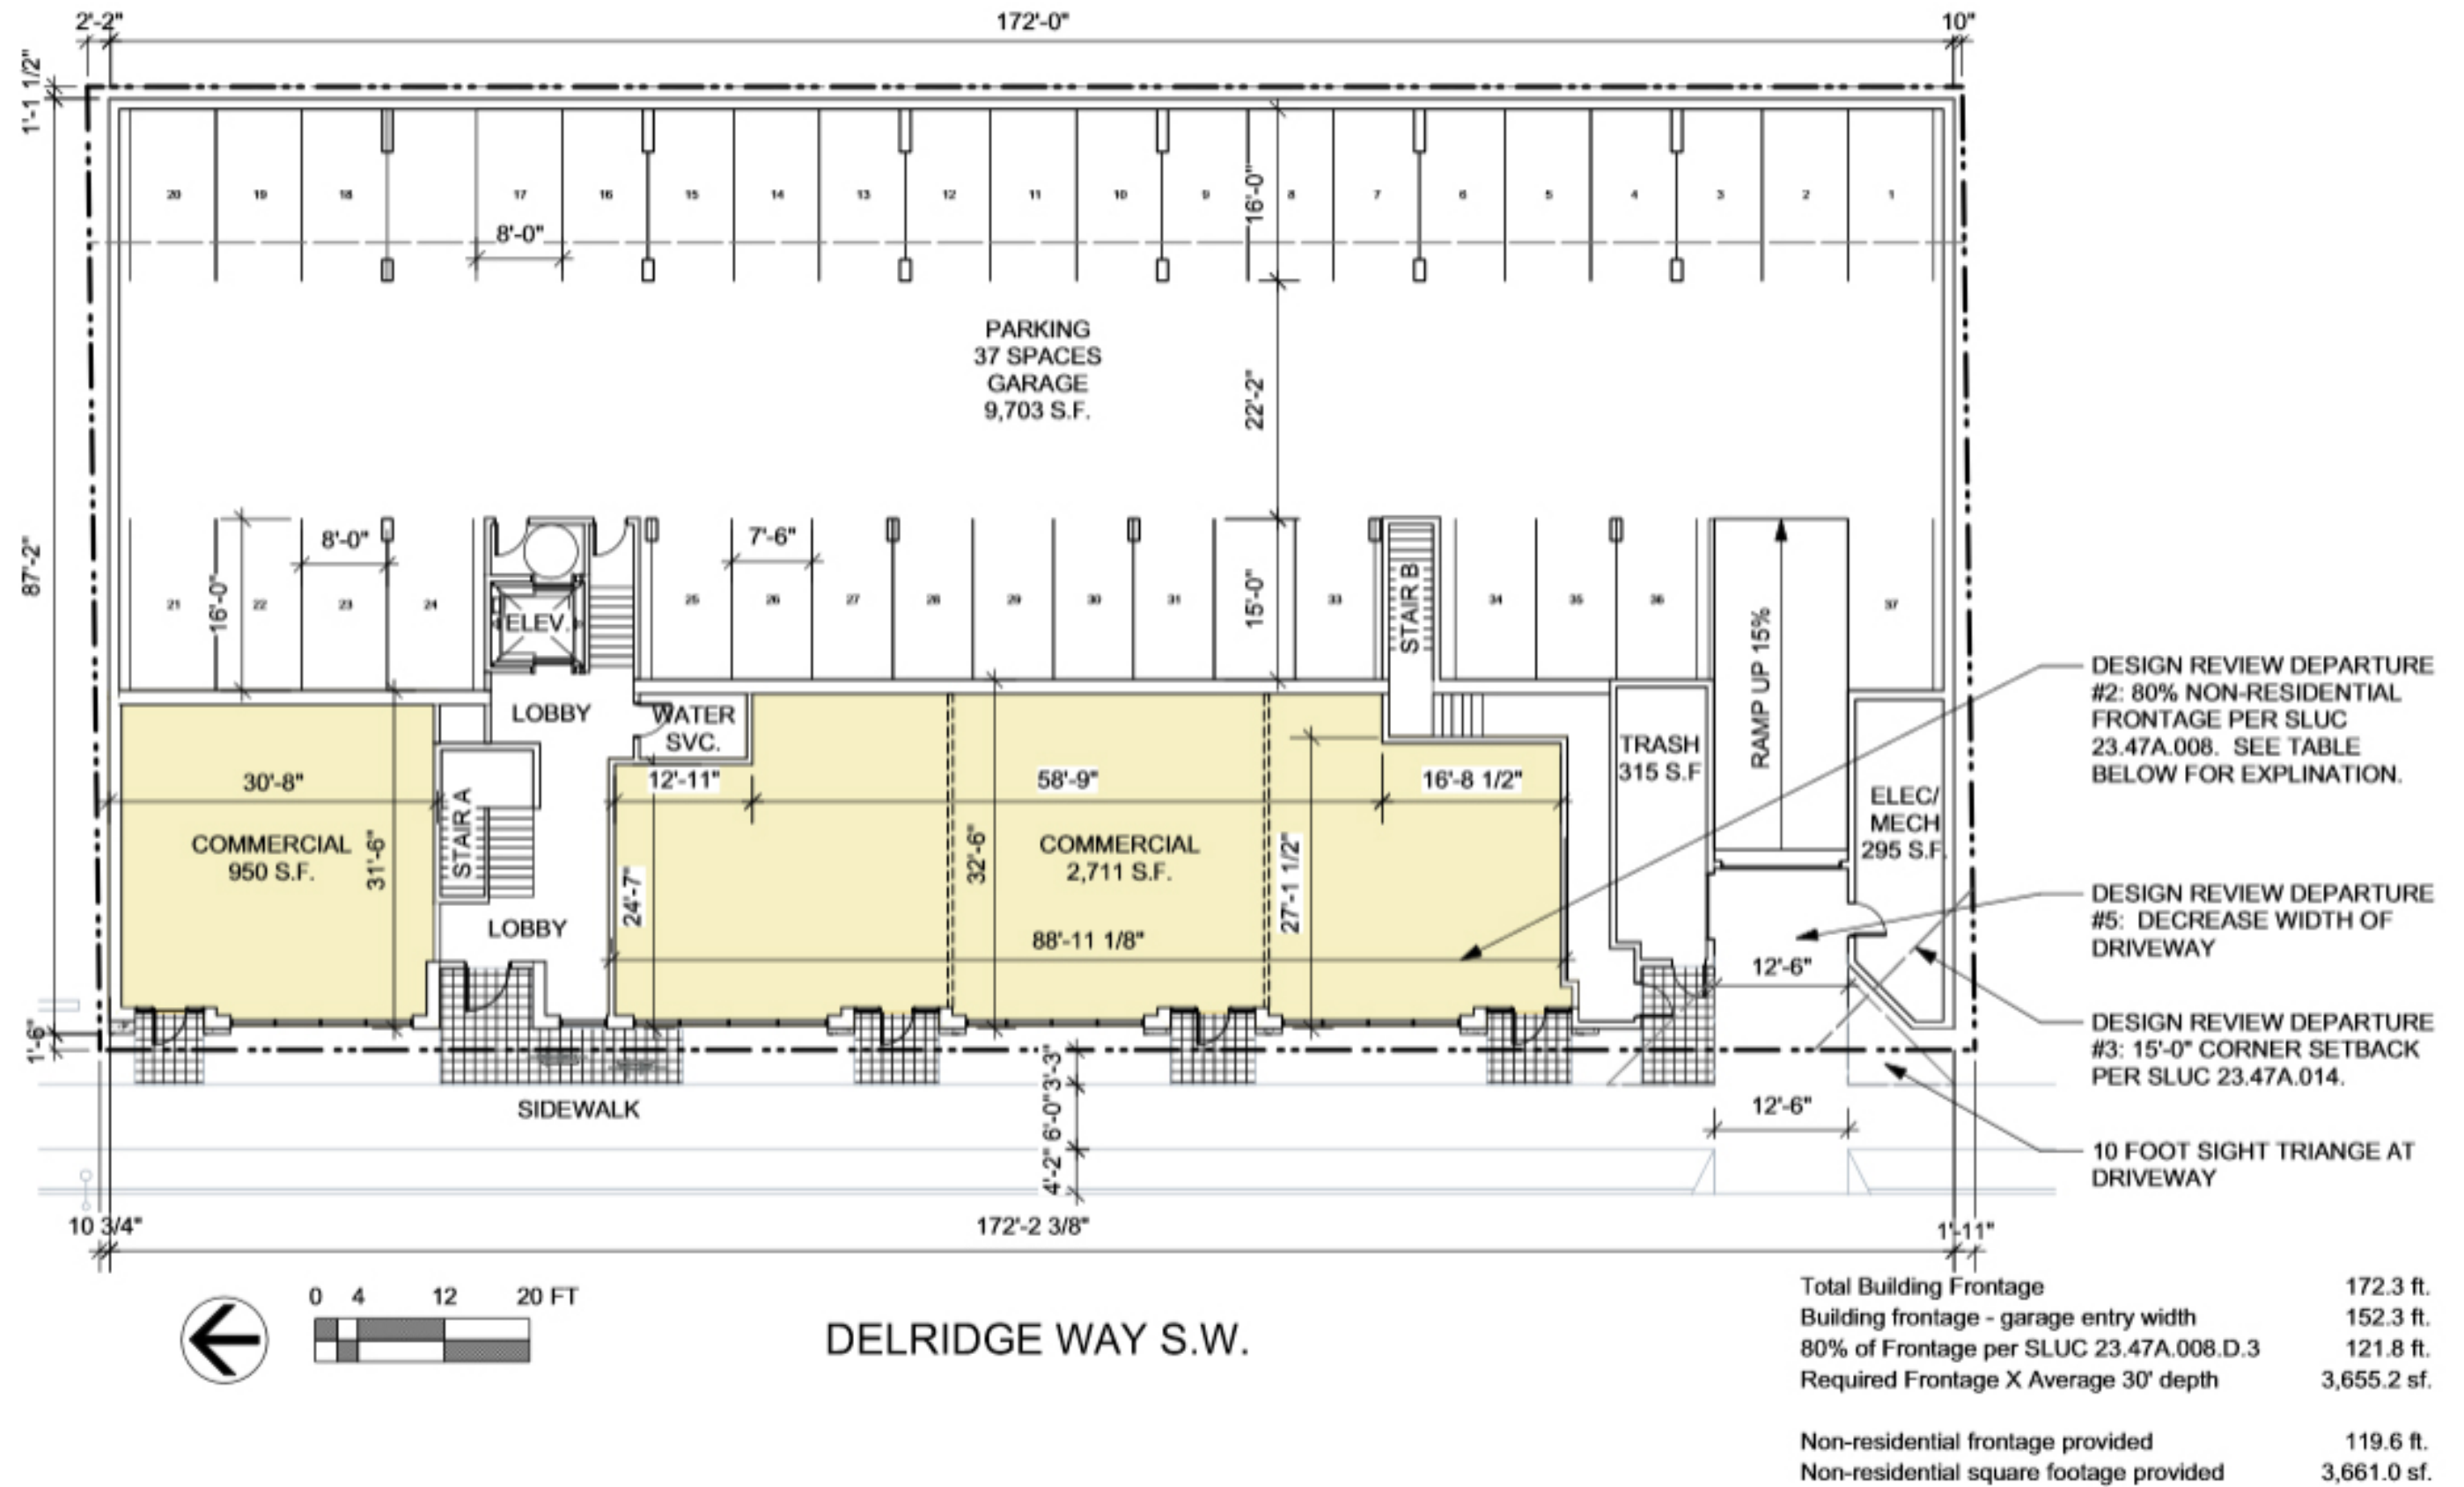 2'-2"
172'-0"
10"
1'-1 1/2"
20
19
18
17
16
15
14
13
12
11
10
9
8
7
6
5
4
3
2
1
16'-0"
8'-0"
PARKING
37 SPACES
GARAGE
9,703 S.F.
22'-2"
87'-2"
8'-0"
7'-6"
16'-0"
15'-0"
21
22
23
24
25
26
27
28
29
30
31
33
34
35
36
37
ELEV.
STAIR B
RAMP UP 15%
LOBBY
WATER
SVC.
TRASH
315 S.F
30'-8"
12'-11"
58'-9"
16'-8 1/2"
ELEC/
MECH
295 S.F.
COMMERCIAL
950 S.F.
31'-6"
STAIR A
24'-7"
32'-6"
COMMERCIAL
2,711 S.F.
27'-1 1/2"
LOBBY
88'-11 1/8"
12'-6"
DESIGN REVIEW DEPARTURE
#2: 80% NON-RESIDENTIAL
FRONTAGE PER SLUC
23.47A.008. SEE TABLE
BELOW FOR EXPLINATION.
DESIGN REVIEW DEPARTURE
#5: DECREASE WIDTH OF
DRIVEWAY
DESIGN REVIEW DEPARTURE
#3: 15'-0" CORNER SETBACK
PER SLUC 23.47A.014.
10 FOOT SIGHT TRIANGE AT
DRIVEWAY
1'-6"
3'-3"
6'-0"
4'-2"
SIDEWALK
12'-6"
10 3/4"
172'-2 3/8"
1'-11"
0 4 12 20 FT
DELRIDGE WAY S.W.
Total Building Frontage 172.3 ft.
Building frontage - garage entry width 152.3 ft.
80% of Frontage per SLUC 23.47A.008.D.3 121.8 ft.
Required Frontage X Average 30' depth 3,655.2 sf.
Non-residential frontage provided 119.6 ft.
Non-residential square footage provided 3,661.0 sf.